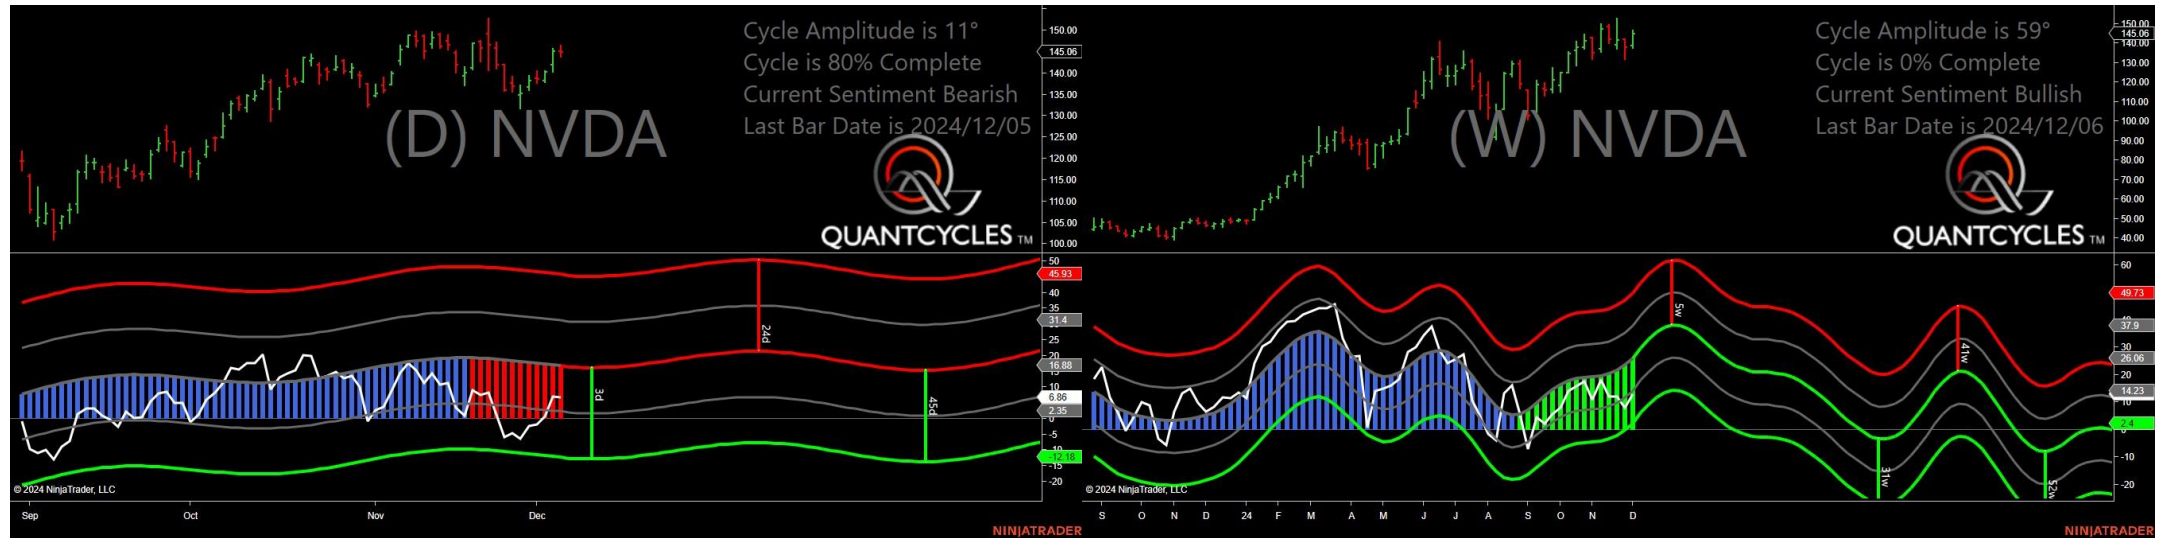 Cycle Amplitude is 11°
Cycle is 80% Complete
Current Sentiment Bearish
Last Bar Date is 2024/12/05
(D) NVDA
QUANTCYCLES TM
150.00
145.06
140.00
135.00
130.00
125.00
120.00
115.00
110.00
105.00
100.00
50
45.93
40
35
31.4
25
20
16.88
10
6.86
2.35
0
-5
-12.18
-15
-20
3d
24d
45d
© 2024 NinjaTrader, LLC
Sep
Oct
Nov
Dec
NINJATRADER
Cycle Amplitude is 59°
Cycle is 0% Complete
Current Sentiment Bullish
Last Bar Date is 2024/12/06
(W) NVDA
QUANTCYCLES TM
150.00
145.06
140.00
130.00
120.00
110.00
100.00
90.00
80.00
70.00
60.00
50.00
40.00
60
49.73
37.9
30
26.06
20
14.23
10
2.4
-10
-20
5w
31w
41w
52w
© 2024 NinjaTrader, LLC
S
O
N
D
24
F
M
A
M
J
J
A
S
O
N
D
NINJATRADER